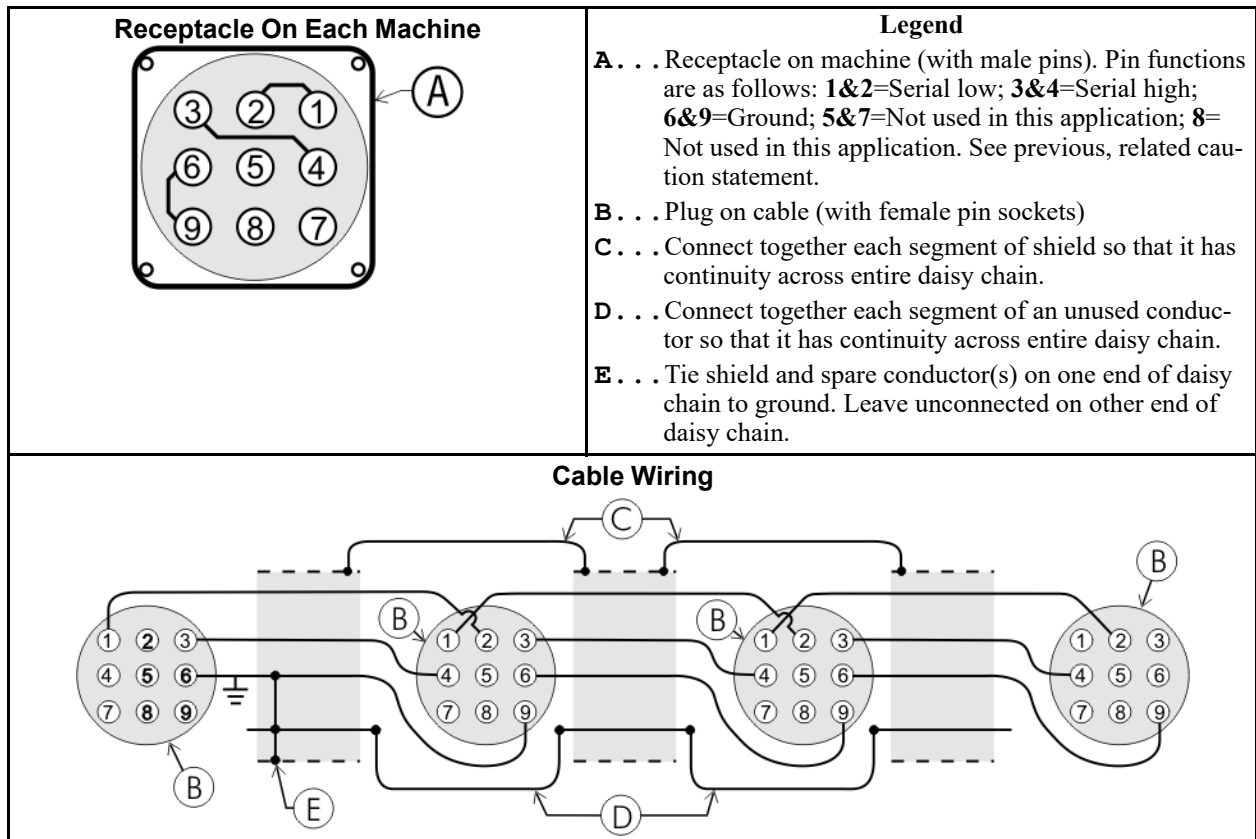 Receptacle On Each Machine
A
3 2 1
6 5 4
9 8 7
Legend
A...Receptacle on machine (with male pins). Pin functions
are as follows: 1&2=Serial low; 3&4=Serial high;
6&9=Ground; 5&7=Not used in this application; 8=
Not used in this application. See previous, related cau-
tion statement.
B...Plug on cable (with female pin sockets)
C...Connect together each segment of shield so that it has
continuity across entire daisy chain.
D...Connect together each segment of an unused conduc-
tor so that it has continuity across entire daisy chain.
E...Tie shield and spare conductor(s) on one end of daisy
chain to ground. Leave unconnected on other end of
daisy chain.
Cable Wiring
C
B
B
B
1 2 3
4 5 6
7 8 9
1 2 3
4 5 6
7 8 9
1 2 3
4 5 6
7 8 9
1 2 3
4 5 6
7 8 9
B
E
D